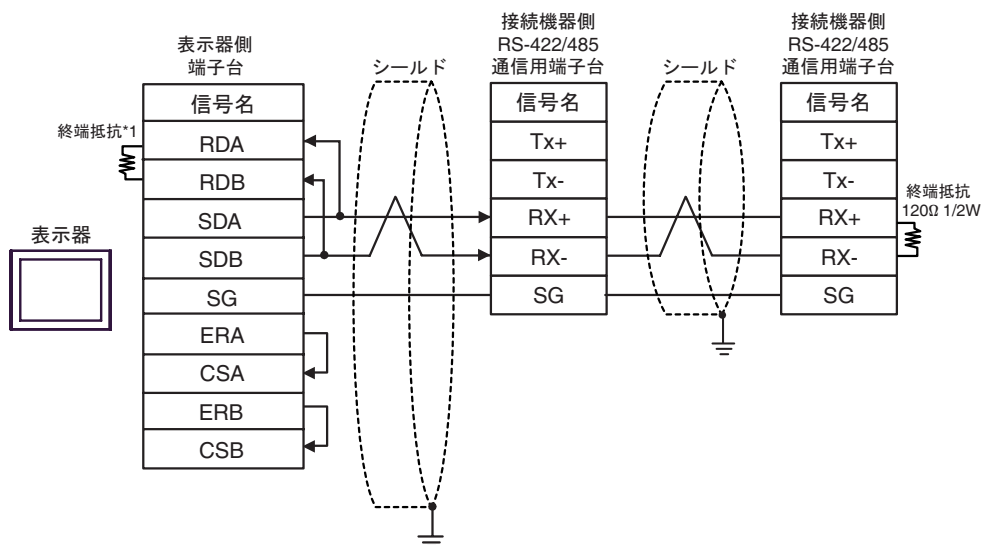 表示器
終端抵抗*1
表示器側
端子台
信号名
RDA
RDB
SDA
SDB
SG
ERA
CSA
ERB
CSB
シールド
接続機器側
RS-422/485
通信用端子台
信号名
Tx+
Tx-
RX+
RX-
SG
シールド
接続機器側
RS-422/485
通信用端子台
信号名
Tx+
Tx-
RX+
RX-
SG
終端抵抗
120Ω 1/2W